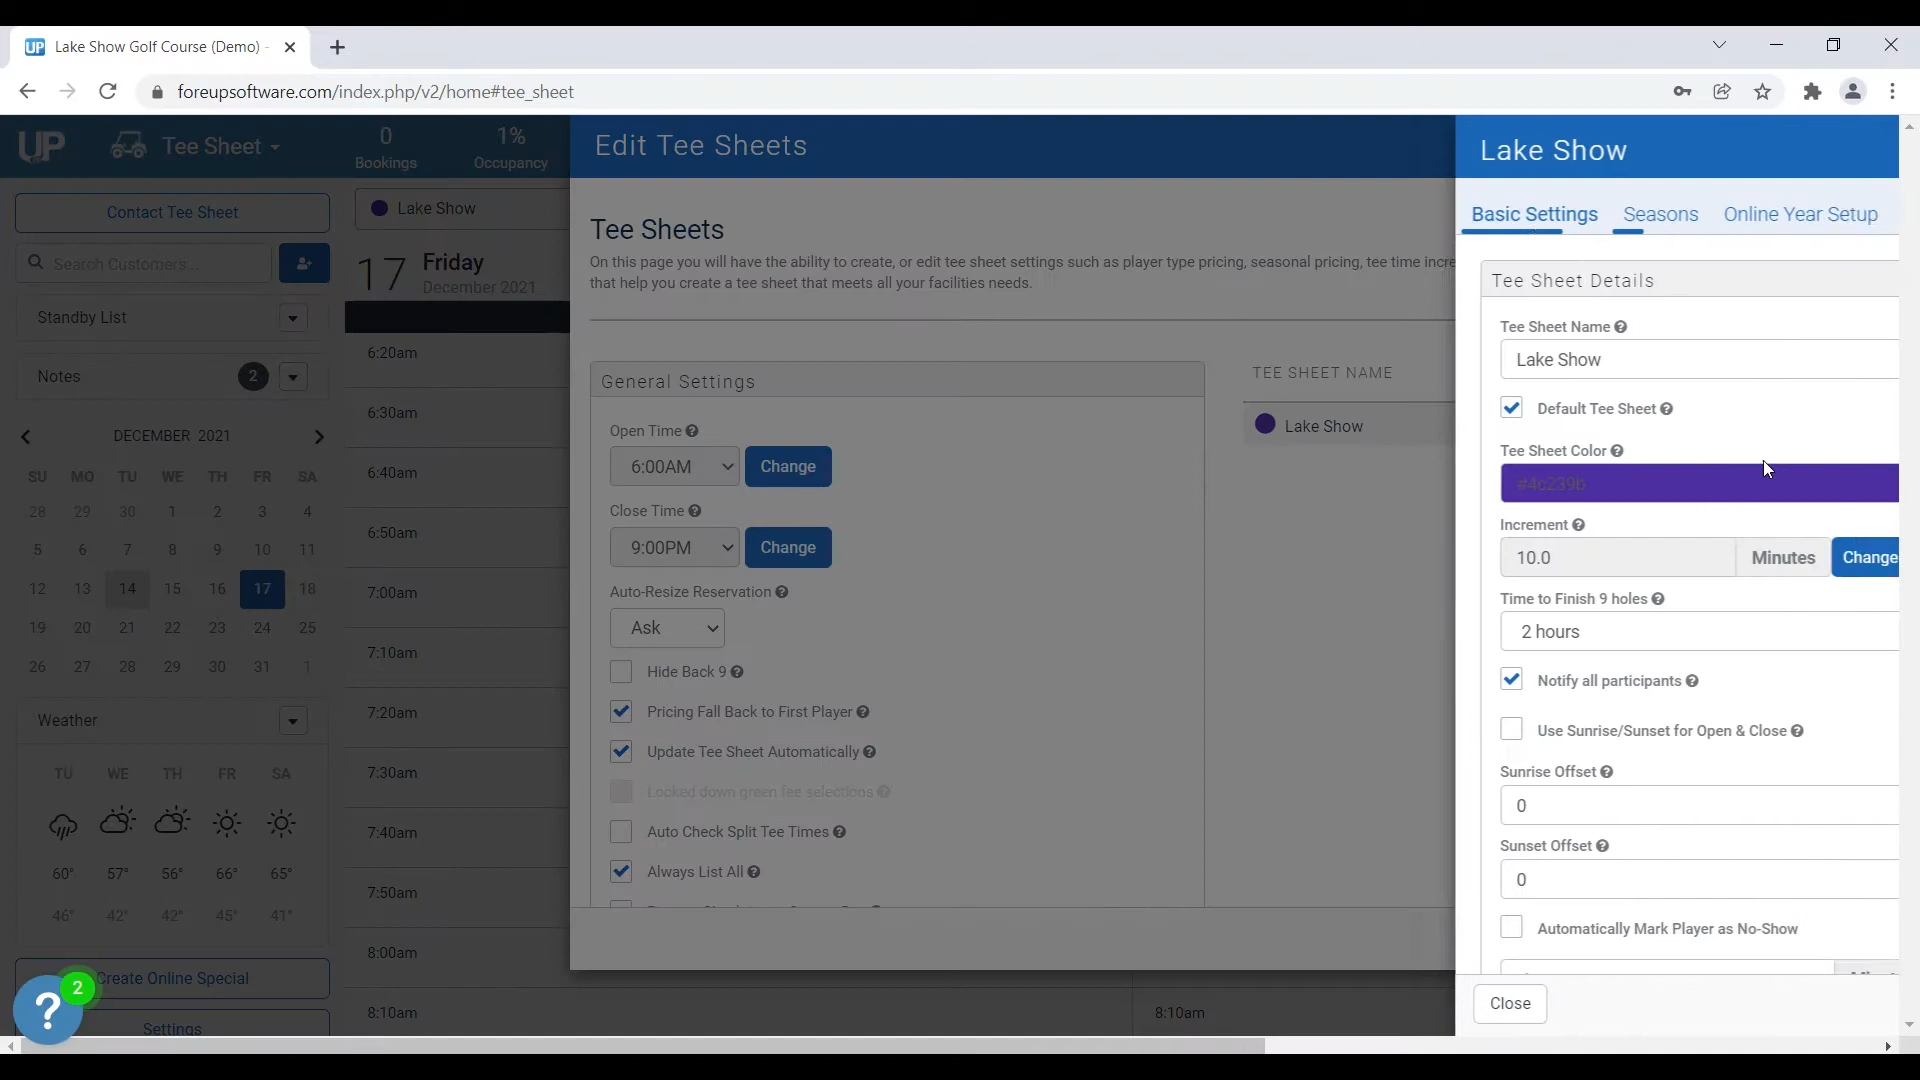 UP Lake Show Golf Course (Demo) -
foreupsoftware.com/index.php/v2/home#tee_sheet
UP Tee Sheet
0
Bookings
1%
Occupancy
Contact Tee Sheet
Search Customers...
Standby List
Notes 2
DECEMBER 2021
SU MO TU WE TH FR SA
28 29 30 1 2 3 4
5 6 7 8 9 10 11
12 13 14 15 16 17 18
19 20 21 22 23 24 25
26 27 28 29 30 31 1
Weather
TU WE TH FR SA
60° 57° 56° 66° 65°
46° 42° 42° 45° 41°
Create Online Special
Settings
? 2
Lake Show
17 Friday
December 2021
6:20am
6:30am
6:40am
6:50am
7:00am
7:10am
7:20am
7:30am
7:40am
7:50am
8:00am
8:10am 8:10am
Edit Tee Sheets
Tee Sheets
On this page you will have the ability to create, or edit tee sheet settings such as player type pricing, seasonal pricing, tee time incre
that help you create a tee sheet that meets all your facilities needs.
General Settings
Open Time ?
6:00AM Change
Close Time ?
9:00PM Change
Auto-Resize Reservation ?
Ask
Hide Back 9 ?
Pricing Fall Back to First Player ?
Update Tee Sheet Automatically ?
Locked down green fee selections ?
Auto Check Split Tee Times ?
Always List All ?
TEE SHEET NAME
Lake Show
Lake Show
Basic Settings Seasons Online Year Setup
Tee Sheet Details
Tee Sheet Name ?
Lake Show
Default Tee Sheet ?
Tee Sheet Color ?
#4c239b
Increment ?
10.0 Minutes Change
Time to Finish 9 holes ?
2 hours
Notify all participants ?
Use Sunrise/Sunset for Open & Close ?
Sunrise Offset ?
0
Sunset Offset ?
0
Automatically Mark Player as No-Show
Close